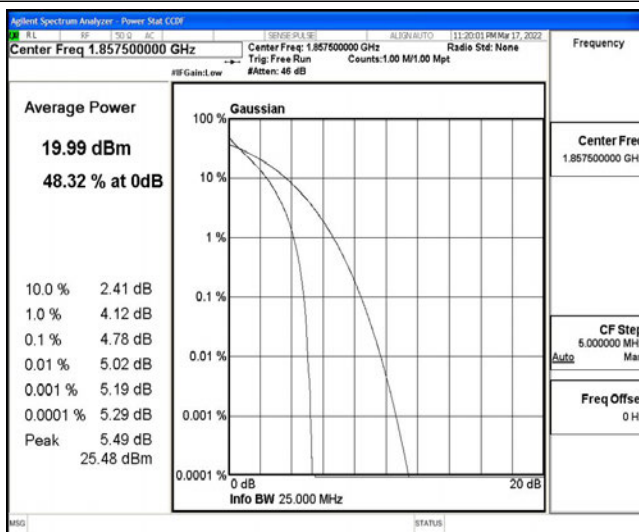 Agilent Spectrum Analyzer - Power Stat CCDF
RL RF 50 Ω AC SENSE:PULSE ALIGNAUTO 11:20:01 PM Mar 17, 2022
Center Freq 1.857500000 GHz
Center Freq: 1.857500000 GHz Radio Std: None
Trig: Free Run Counts:1.00 M/1.00 Mpt
#IFGain:Low #Atten: 46 dB
Frequency
Average Power
19.99 dBm
48.32 % at 0dB
10.0 % 2.41 dB
1.0 % 4.12 dB
0.1 % 4.78 dB
0.01 % 5.02 dB
0.001 % 5.19 dB
0.0001 % 5.29 dB
Peak 5.49 dB
25.48 dBm
Gaussian
100 %
10 %
1 %
0.1 %
0.01 %
0.001 %
0.0001 %
0 dB 20 dB
Info BW 25.000 MHz
Center Fre
1.857500000 GH
CF Step
5.000000 MH
Auto Ma
Freq Offse
0 H
MSG STATUS